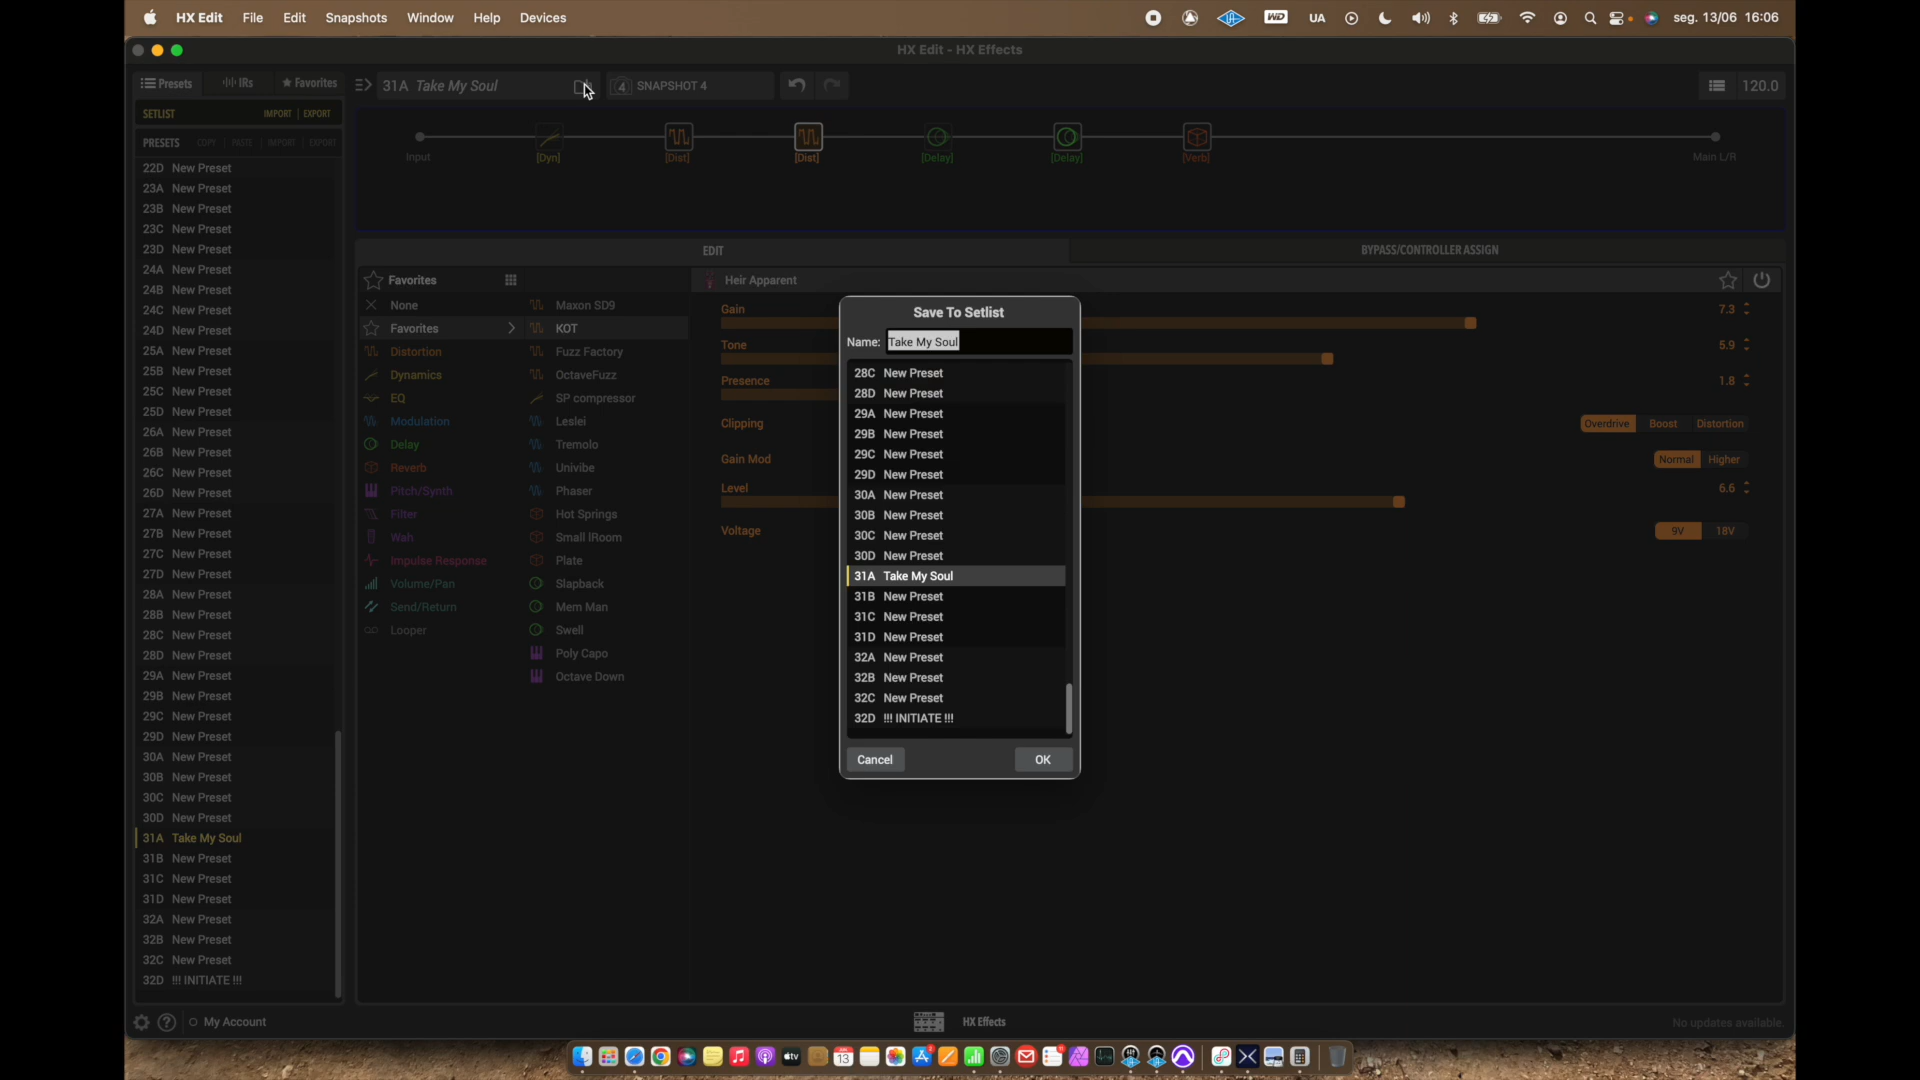 HX Edit File Edit Snapshots Window Help Devices
WD UA seg. 13/06 16:06
HX Edit - HX Effects
Presets IRs Favorites
31A Take My Soul
4 SNAPSHOT 4
120.0
SETLIST IMPORT | EXPORT
PRESETS COPY | PASTE | IMPORT | EXPORT
Input
[Dyn]
[Dist]
[Dist]
[Delay]
[Delay]
[Verb]
Main L/R
22D New Preset
23A New Preset
23B New Preset
23C New Preset
23D New Preset
24A New Preset
24B New Preset
24C New Preset
24D New Preset
25A New Preset
25B New Preset
25C New Preset
25D New Preset
26A New Preset
26B New Preset
26C New Preset
26D New Preset
27A New Preset
27B New Preset
27C New Preset
27D New Preset
28A New Preset
28B New Preset
28C New Preset
28D New Preset
29A New Preset
29B New Preset
29C New Preset
29D New Preset
30A New Preset
30B New Preset
30C New Preset
30D New Preset
31A Take My Soul
31B New Preset
31C New Preset
31D New Preset
32A New Preset
32B New Preset
32C New Preset
32D !!! INITIATE !!!
EDIT
BYPASS/CONTROLLER ASSIGN
Favorites
None
Favorites
Distortion
Dynamics
EQ
Modulation
Delay
Reverb
Pitch/Synth
Filter
Wah
Impulse Response
Volume/Pan
Send/Return
Looper
Maxon SD9
KOT
Fuzz Factory
OctaveFuzz
SP compressor
Leslei
Tremolo
Univibe
Phaser
Hot Springs
Small IRoom
Plate
Slapback
Mem Man
Swell
Poly Capo
Octave Down
Heir Apparent
Gain 7.3
Tone 5.9
Presence 1.8
Clipping Overdrive Boost Distortion
Gain Mod Normal Higher
Level 6.6
Voltage 9V 18V
Save To Setlist
Name: Take My Soul
28C New Preset
28D New Preset
29A New Preset
29B New Preset
29C New Preset
29D New Preset
30A New Preset
30B New Preset
30C New Preset
30D New Preset
31A Take My Soul
31B New Preset
31C New Preset
31D New Preset
32A New Preset
32B New Preset
32C New Preset
32D !!! INITIATE !!!
Cancel OK
My Account
HX Effects
No updates available.
tv
13